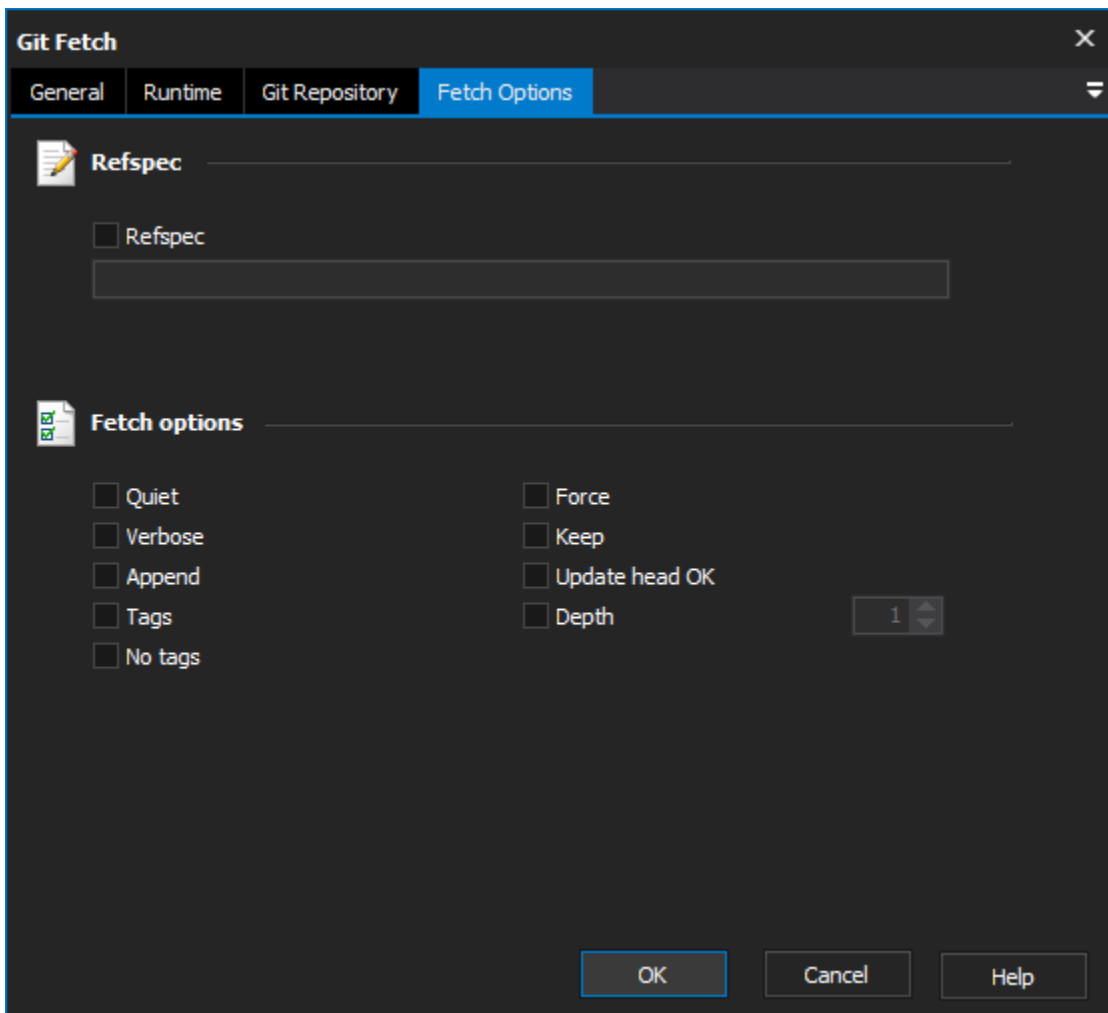 Git Fetch
General Runtime Git Repository Fetch Options
Refspec
Refspec
Fetch options
Quiet Force
Verbose Keep
Append Update head OK
Tags Depth 1
No tags
OK Cancel Help